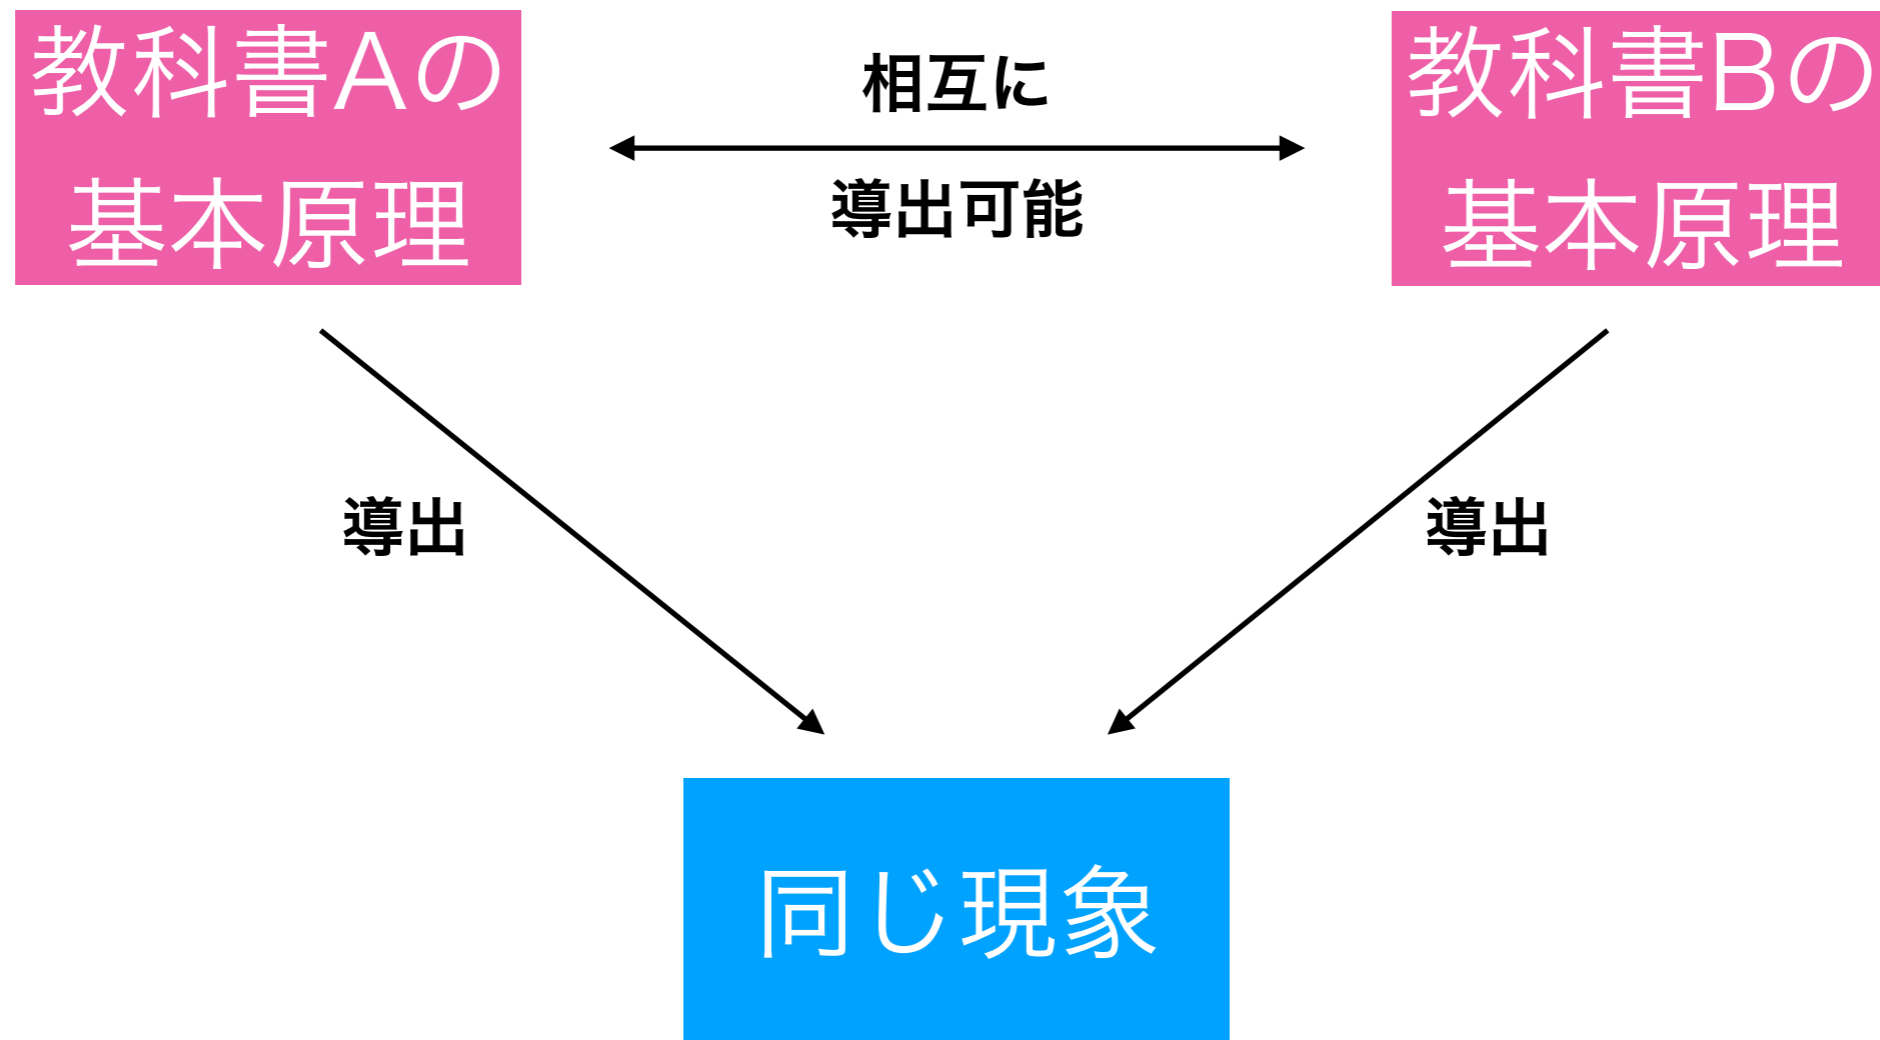 教科書Aの
基本原理
相互に
導出可能
教科書Bの
基本原理
導出
導出
同じ現象